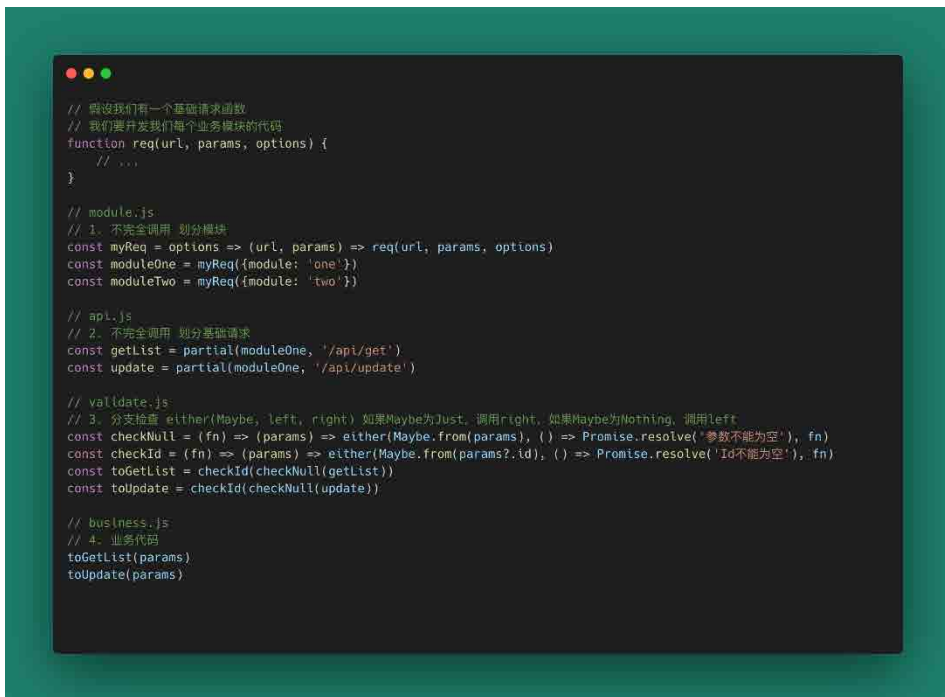 // 假设我们有一个基础请求函数
// 我们要开发我们每个业务模块的代码
function req(url, params, options) {
    // ...
}

// module.js
// 1. 不完全调用 划分模块
const myReq = options => (url, params) => req(url, params, options)
const moduleOne = myReq({module: 'one'})
const moduleTwo = myReq({module: 'two'})

// api.js
// 2. 不完全调用 划分基础请求
const getList = partial(moduleOne, '/api/get')
const update = partial(moduleOne, '/api/update')

// validate.js
// 3. 分支检查 either(Maybe, left, right) 如果Maybe为Just，调用right，如果Maybe为Nothing，调用left
const checkNull = (fn) => (params) => either(Maybe.from(params), () => Promise.resolve('参数不能为空'), fn)
const checkId = (fn) => (params) => either(Maybe.from(params?.id), () => Promise.resolve('Id不能为空'), fn)
const toGetList = checkId(checkNull(getList))
const toUpdate = checkId(checkNull(update))

// business.js
// 4. 业务代码
toGetList(params)
toUpdate(params)